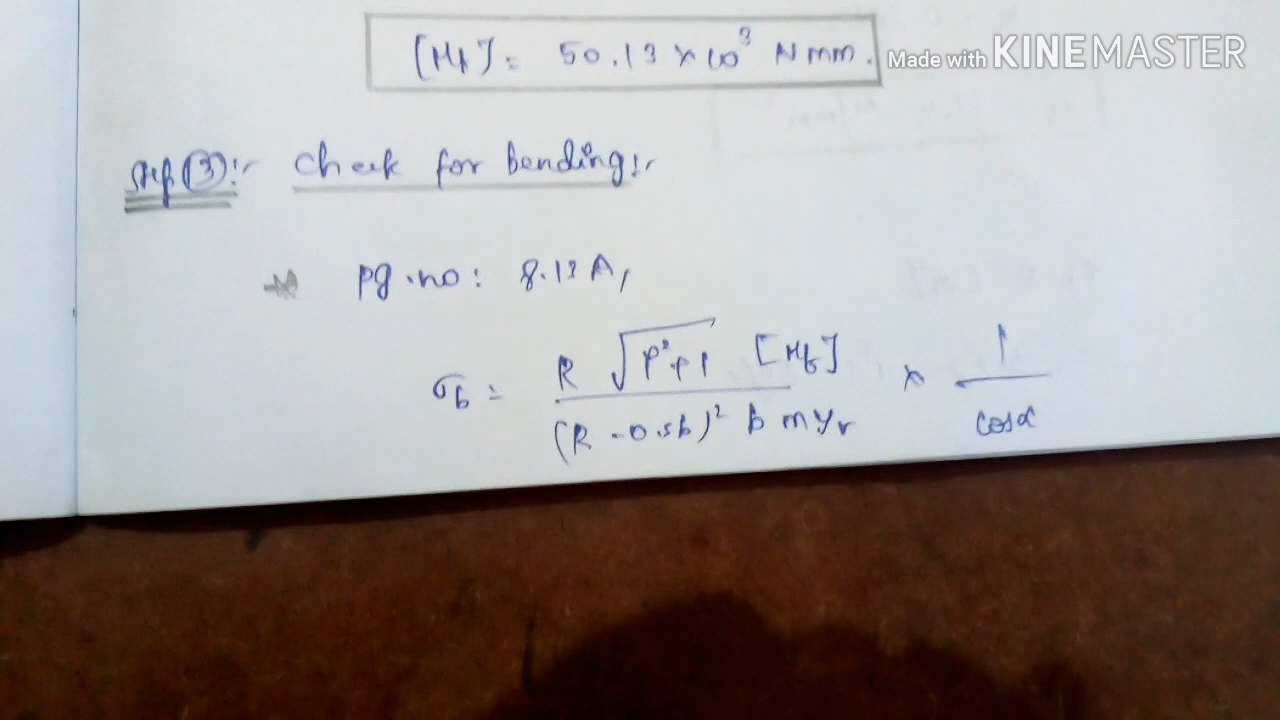 [Mt] = 50.13 × 10³ N mm.
Made with KINEMASTER
Step (3):- Check for bending:-
→ Pg.no: 8.13A,
σb = R √p²+1 [Mt] / (R - 0.5b)² b m yv × 1 / cosα